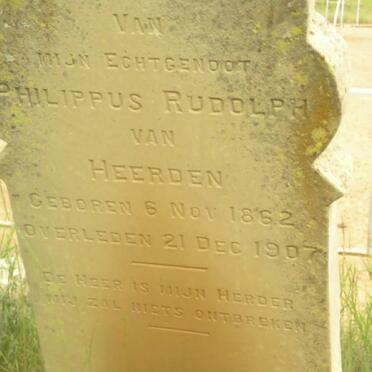 VAN
MIJN ECHTGENOOT
PHILIPPUS RUDOLPH
VAN
HEERDEN
GEBOREN 6 NOV 1862
OVERLEDEN 21 DEC 1907
DE HEER IS MIJN HERDER
MIJ ZAL NIETS ONTBREKEN